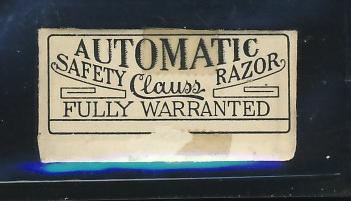 AUTOMATIC
SAFETY Clauss RAZOR
FULLY WARRANTED